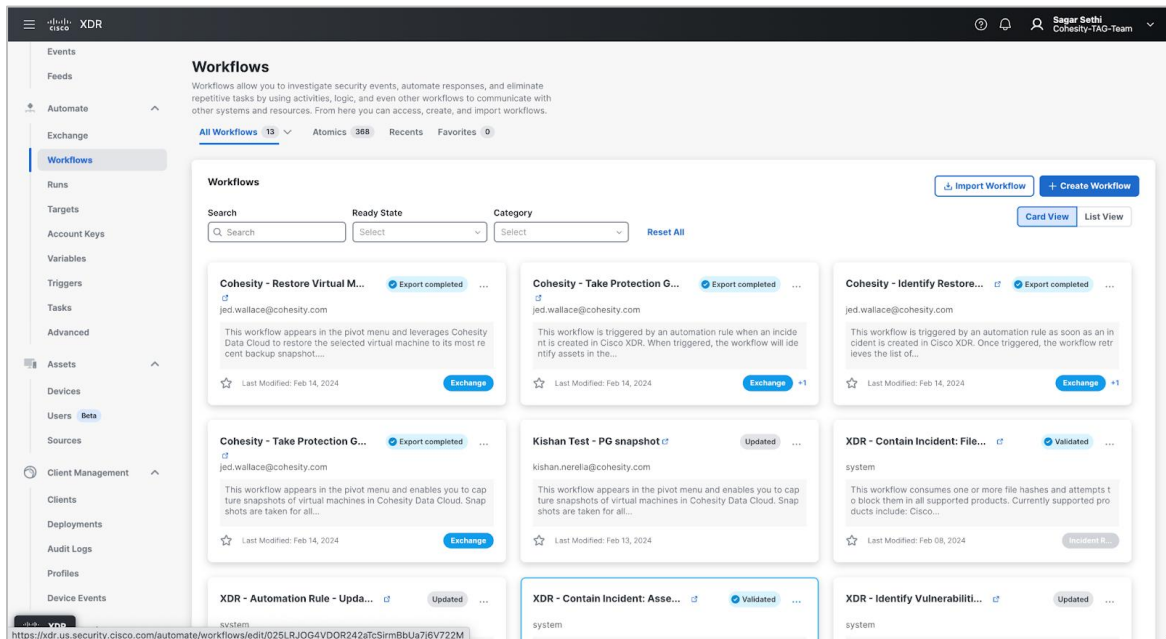 cisco XDR
Sagar Sethi
Cohesity-TAG-Team
Events
Feeds
Automate
Exchange
Workflows
Runs
Targets
Account Keys
Variables
Triggers
Tasks
Advanced
Assets
Devices
Users Beta
Sources
Client Management
Clients
Deployments
Audit Logs
Profiles
Device Events
XDR
Workflows
Workflows allow you to investigate security events, automate responses, and eliminate
repetitive tasks by using activities, logic, and even other workflows to communicate with
other systems and resources. From here you can access, create, and import workflows.
All Workflows 13 Atomics 368 Recents Favorites 0
Workflows
Import Workflow + Create Workflow
Search Ready State Category
Search Select Select Reset All
Card View List View
Cohesity - Restore Virtual M... Export completed ...
jed.wallace@cohesity.com
This workflow appears in the pivot menu and leverages Cohesity
Data Cloud to restore the selected virtual machine to its most re
cent backup snapshot....
Last Modified: Feb 14, 2024 Exchange
Cohesity - Take Protection G... Export completed ...
jed.wallace@cohesity.com
This workflow is triggered by an automation rule when an incide
nt is created in Cisco XDR. When triggered, the workflow will ide
ntify assets in the...
Last Modified: Feb 14, 2024 Exchange +1
Cohesity - Identify Restore... Export completed ...
jed.wallace@cohesity.com
This workflow is triggered by an automation rule as soon as an in
cident is created in Cisco XDR. Once triggered, the workflow retr
ieves the list of...
Last Modified: Feb 14, 2024 Exchange +1
Cohesity - Take Protection G... Export completed ...
jed.wallace@cohesity.com
This workflow appears in the pivot menu and enables you to cap
ture snapshots of virtual machines in Cohesity Data Cloud. Snap
shots are taken for all...
Last Modified: Feb 14, 2024 Exchange
Kishan Test - PG snapshot Updated ...
kishan.nerella@cohesity.com
This workflow appears in the pivot menu and enables you to cap
ture snapshots of virtual machines in Cohesity Data Cloud. Snap
shots are taken for all...
Last Modified: Feb 13, 2024
XDR - Contain Incident: File... Validated ...
system
This workflow consumes one or more file hashes and attempts t
o block them in all supported products. Currently supported pro
ducts include: Cisco...
Last Modified: Feb 08, 2024 Incident R...
XDR - Automation Rule - Upda... Updated ...
system
XDR - Contain Incident: Asse... Validated ...
system
XDR - Identify Vulnerabiliti... Updated ...
system